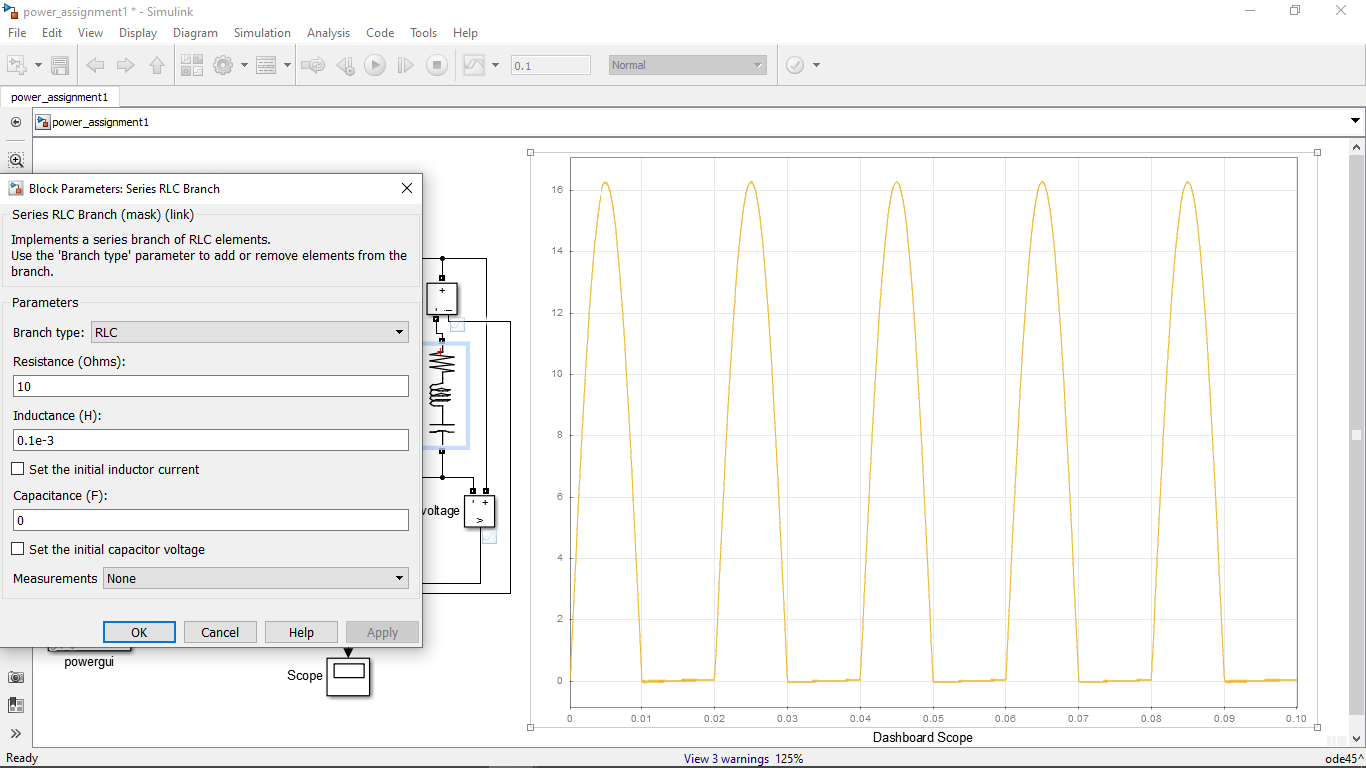 power_assignment1 * - Simulink
File Edit View Display Diagram Simulation Analysis Code Tools Help
0.1 Normal
power_assignment1
power_assignment1
Block Parameters: Series RLC Branch
Series RLC Branch (mask) (link)
Implements a series branch of RLC elements.
Use the 'Branch type' parameter to add or remove elements from the
branch.
Parameters
Branch type: RLC
Resistance (Ohms):
10
Inductance (H):
0.1e-3
Set the initial inductor current
Capacitance (F):
0
Set the initial capacitor voltage
Measurements None
OK Cancel Help Apply
+
voltage
+
v
powergui
Scope
16
14
12
10
8
6
4
2
0
0 0.01 0.02 0.03 0.04 0.05 0.06 0.07 0.08 0.09 0.10
Dashboard Scope
Ready View 3 warnings 125% ode45